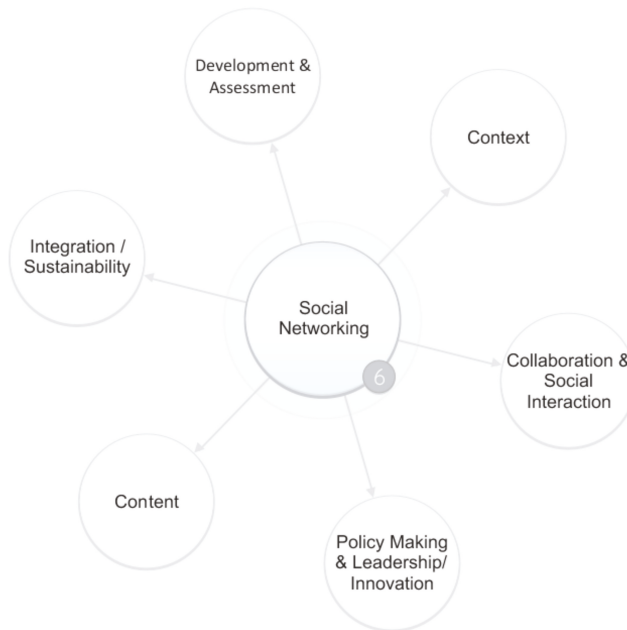 Development &
Assessment
Context
Integration /
Sustainability
Social
Networking
6
Collaboration &
Social
Interaction
Content
Policy Making
& Leadership/
Innovation